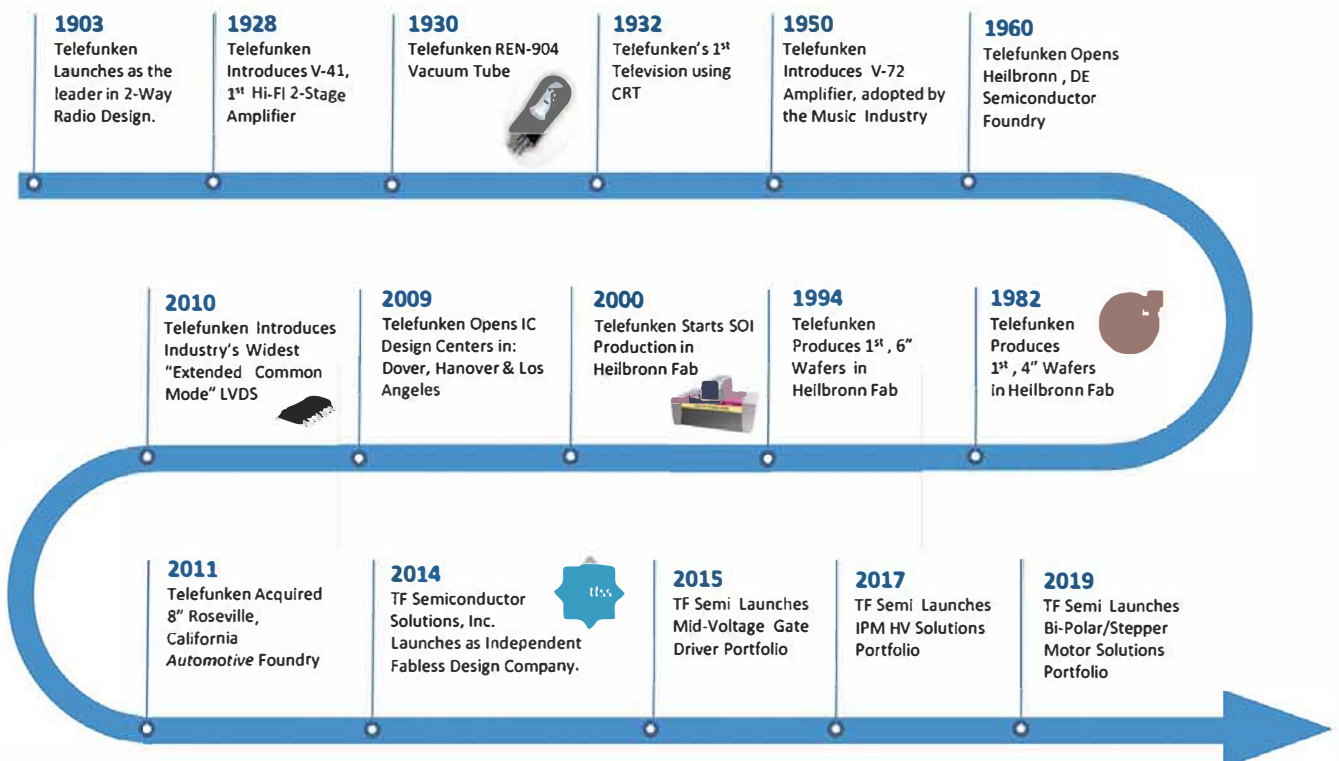 1903
Telefunken
Launches as the
leader in 2-Way
Radio Design.
1928
Telefunken
Introduces V-41,
1st Hi-FI 2-Stage
Amplifier
1930
Telefunken REN-904
Vacuum Tube
1932
Telefunken's 1st
Television using
CRT
1950
Telefunken
Introduces V-72
Amplifier, adopted by
the Music Industry
1960
Telefunken Opens
Heilbronn , DE
Semiconductor
Foundry
1982
Telefunken
Produces
1st , 4" Wafers
in Heilbronn Fab
1994
Telefunken
Produces 1st , 6"
Wafers in
Heilbronn Fab
2000
Telefunken Starts SOI
Production in
Heilbronn Fab
2009
Telefunken Opens IC
Design Centers in:
Dover, Hanover & Los
Angeles
2010
Telefunken Introduces
Industry's Widest
"Extended Common
Mode" LVDS
2011
Telefunken Acquired
8" Roseville,
California
Automotive Foundry
2014
TF Semiconductor
Solutions, Inc.
Launches as Independent
Fabless Design Company.
tfss
2015
TF Semi Launches
Mid-Voltage Gate
Driver Portfolio
2017
TF Semi Launches
IPM HV Solutions
Portfolio
2019
TF Semi Launches
Bi-Polar/Stepper
Motor Solutions
Portfolio